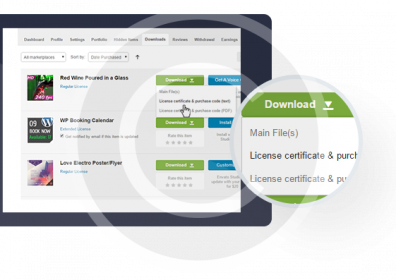 Dashboard Profile Settings Portfolio Hidden Items Downloads Reviews Withdrawal Earnings
All marketplaces Sort by: Date Purchased
Red Wine Poured in a Glass
Regular License
240 fps
Download
Main File(s)
License certificate & purchase code (text)
License certificate & purchase code (PDF)
WP Booking Calendar
Extended License
Get notified by email if this item is updated
09
BOOK NOW
Download
Install
Rate this item
Love Electro Poster/Flyer
Regular License
Download
Rate this item
Download
Main File(s)
License certificate & purch
License certificate & pu